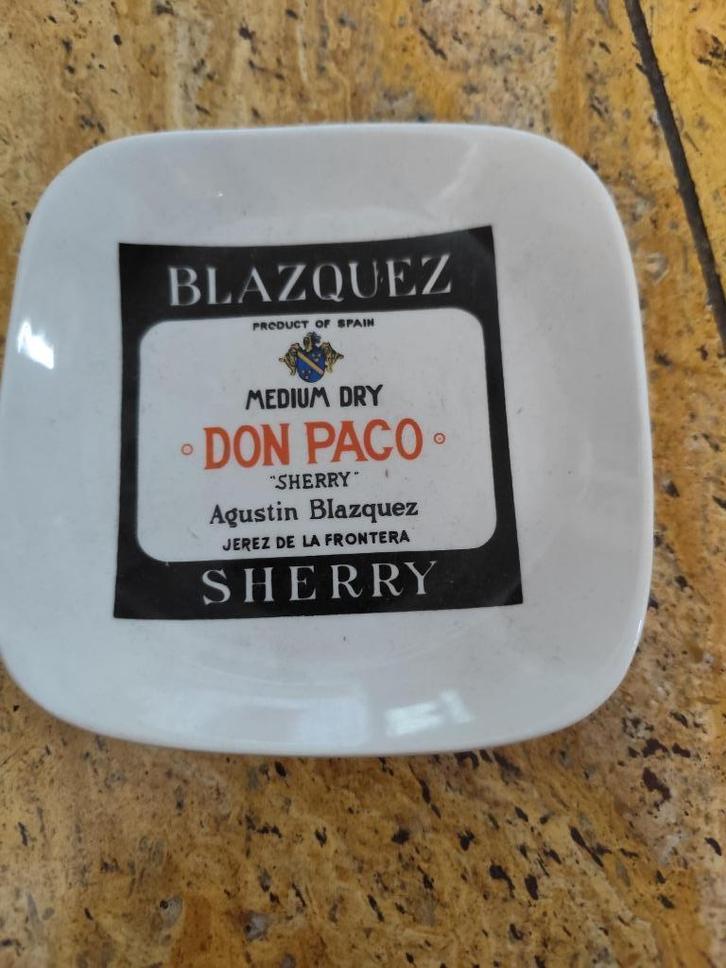 BLAZQUEZ
PRODUCT OF SPAIN
MEDIUM DRY
DON PACO
"SHERRY"
Agustin Blazquez
JEREZ DE LA FRONTERA
SHERRY